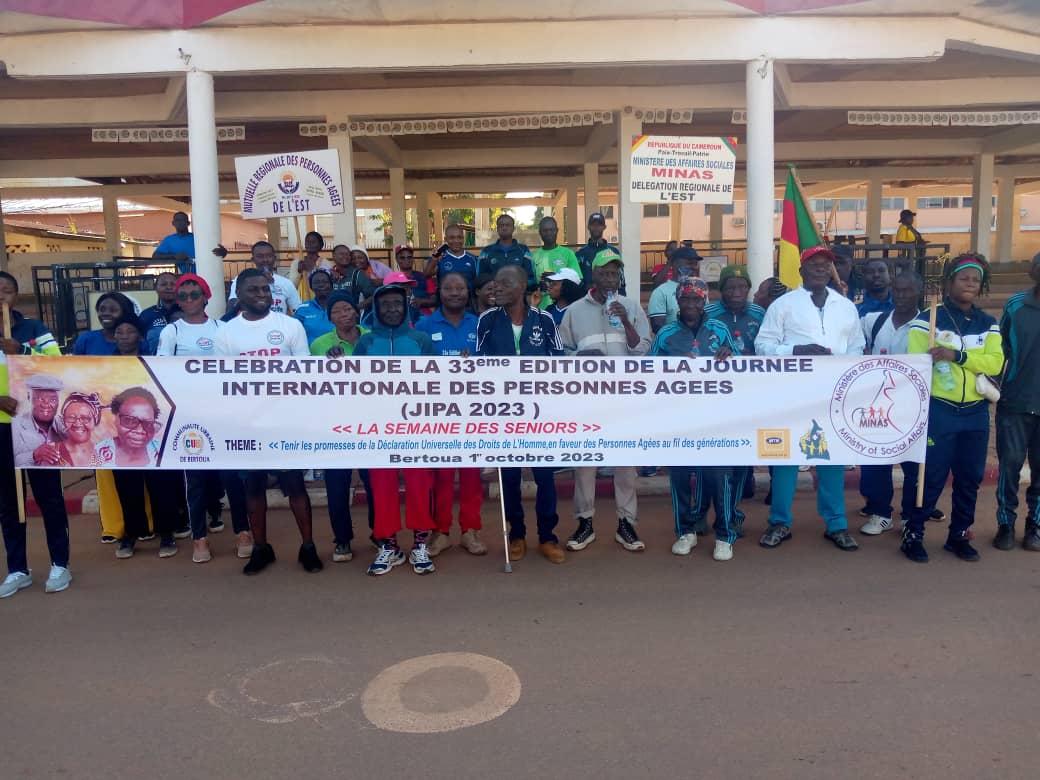 MUTUELLE REGIONALE DES PERSONNES AGEES
DE L'EST
REPUBLIQUE DU CAMEROUN
Paix-Travail-Patrie
MINISTERE DES AFFAIRES SOCIALES
MINAS
DELEGATION REGIONALE DE
L'EST
CELEBRATION DE LA 33eme EDITION DE LA JOURNEE
INTERNATIONALE DES PERSONNES AGEES
(JIPA 2023 )
<< LA SEMAINE DES SENIORS >>
THEME : << Tenir les promesses de la Déclaration Universelle des Droits de L'Homme,en faveur des Personnes Agées au fil des générations >>.
Bertoua 1er octobre 2023
COMMUNAUTE URBAINE
CUB
DE BERTOUA
MTN
Ministère des Affaires Sociales
MINAS
Ministry of Social Affairs
STOP